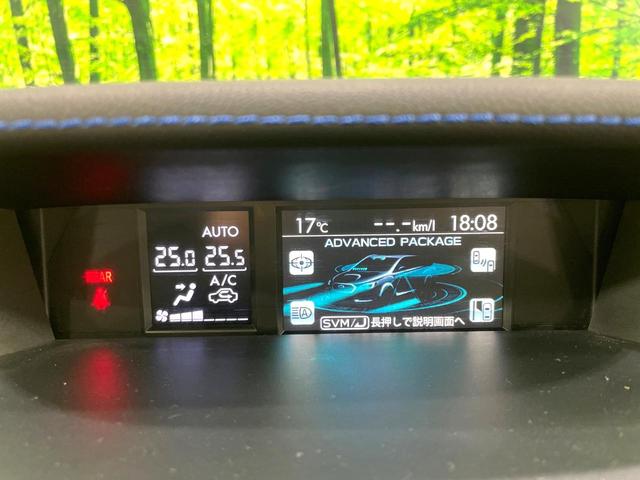 AUTO
25.0 25.5
A/C
17℃ --.-km/l 18:08
ADVANCED PACKAGE
A
SVM/⤶長押しで説明画面へ